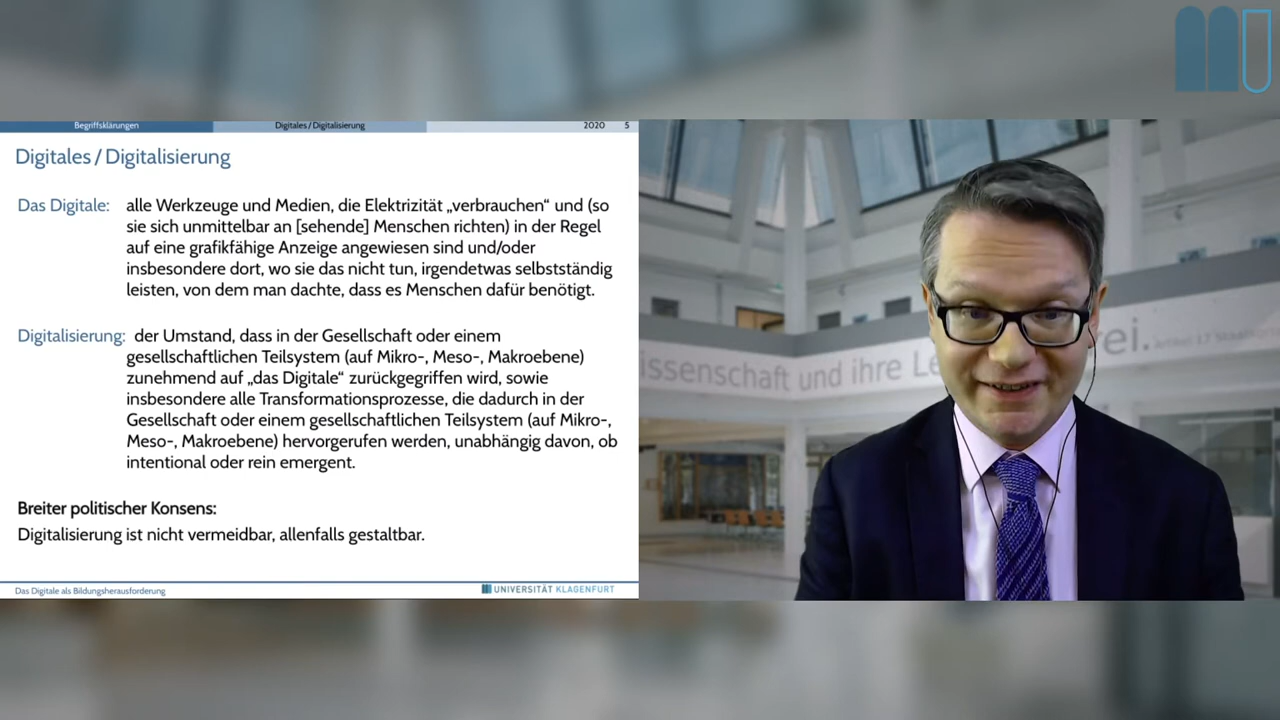 Begriffsklärungen
Digitales / Digitalisierung
2020 5
Digitales / Digitalisierung
Das Digitale: alle Werkzeuge und Medien, die Elektrizität „verbrauchen“ und (so
sie sich unmittelbar an [sehende] Menschen richten) in der Regel
auf eine grafikfähige Anzeige angewiesen sind und/oder
insbesondere dort, wo sie das nicht tun, irgendetwas selbstständig
leisten, von dem man dachte, dass es Menschen dafür benötigt.
Digitalisierung: der Umstand, dass in der Gesellschaft oder einem
gesellschaftlichen Teilsystem (auf Mikro-, Meso-, Makroebene)
zunehmend auf „das Digitale“ zurückgegriffen wird, sowie
insbesondere alle Transformationsprozesse, die dadurch in der
Gesellschaft oder einem gesellschaftlichen Teilsystem (auf Mikro-,
Meso-, Makroebene) hervorgerufen werden, unabhängig davon, ob
intentional oder rein emergent.
Breiter politischer Konsens:
Digitalisierung ist nicht vermeidbar, allenfalls gestaltbar.
Das Digitale als Bildungsherausforderung
UNIVERSITÄT KLAGENFURT
issenschaft und ihre Le ei.